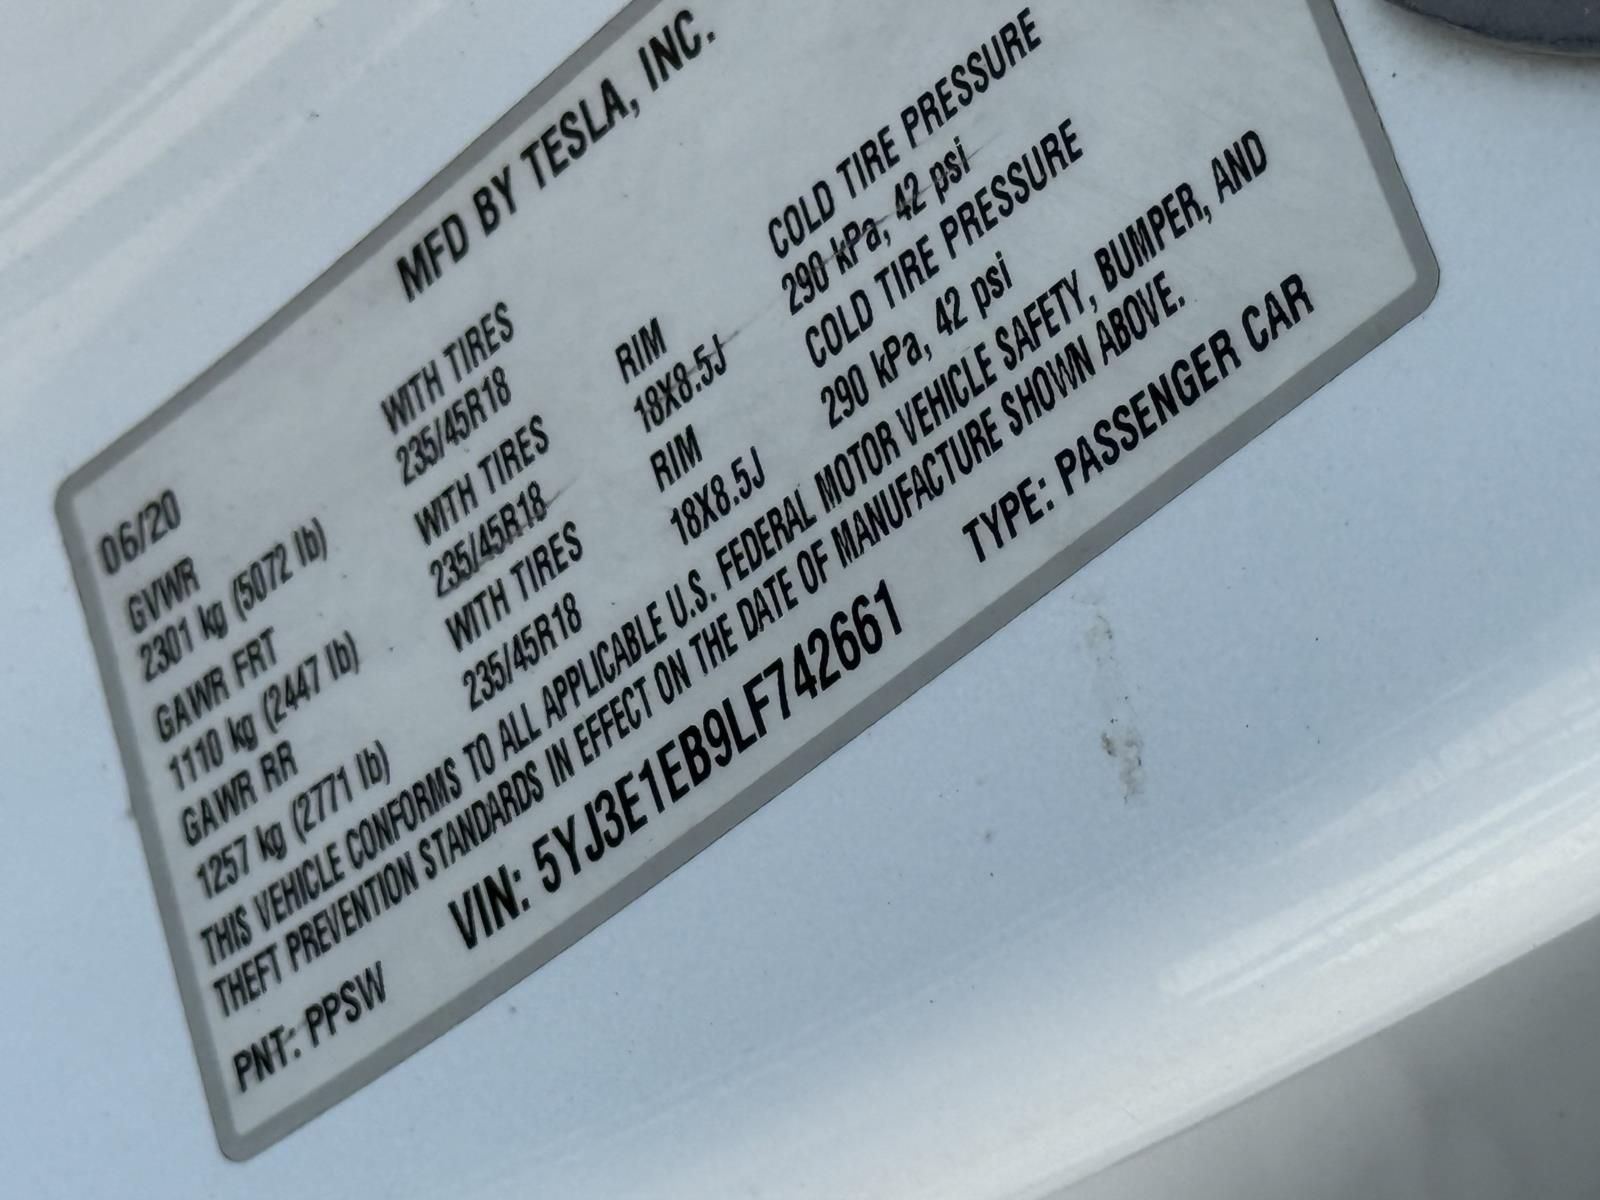 MFD BY TESLA, INC.
06/20
GVWR WITH TIRES RIM COLD TIRE PRESSURE
2301 kg (5072 lb) 235/45R18 18X8.5J 290 kPa, 42 psi
GAWR FRT WITH TIRES RIM COLD TIRE PRESSURE
1110 kg (2447 lb) 235/45R18 18X8.5J 290 kPa, 42 psi
GAWR RR WITH TIRES
1257 kg (2771 lb) 235/45R18
THIS VEHICLE CONFORMS TO ALL APPLICABLE U.S. FEDERAL MOTOR VEHICLE SAFETY, BUMPER, AND
THEFT PREVENTION STANDARDS IN EFFECT ON THE DATE OF MANUFACTURE SHOWN ABOVE.
VIN: 5YJ3E1EB9LF742661 TYPE: PASSENGER CAR
PNT: PPSW